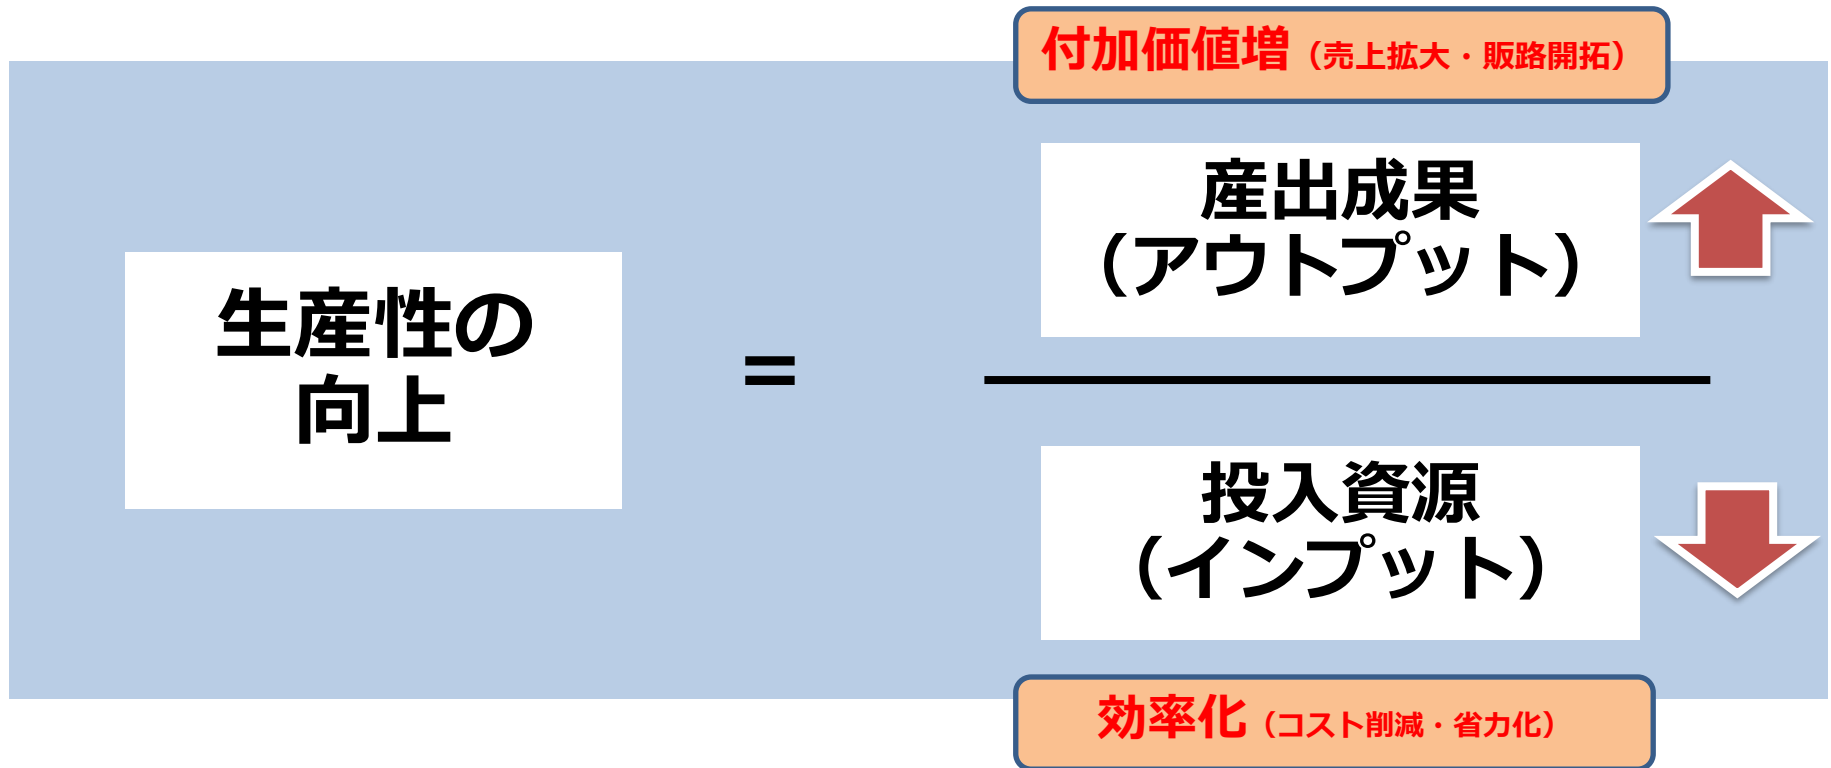 付加価値増（売上拡大・販路開拓）
産出成果
（アウトプット）
生産性の
向上
＝
投入資源
（インプット）
効率化（コスト削減・省力化）